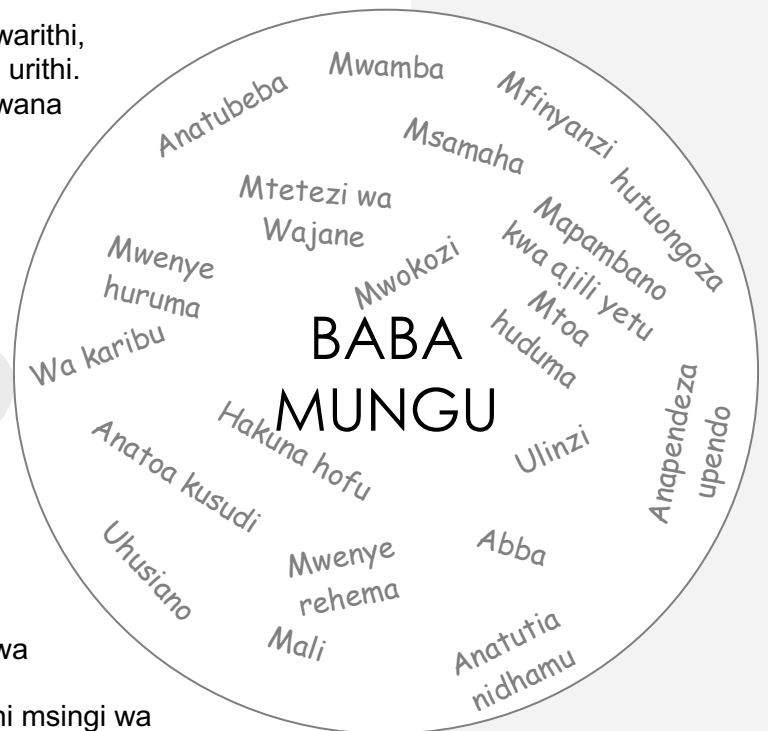 warithi,
urithi.
wana
Mwamba
Anatubeba
Mfinyanzi
Msamaha
hutuongoza
Mtetezi wa
Wajane
Mapambano
kwa ajili yetu
Mwenye
huruma
Mwokozi
Mtoa
huduma
Wa karibu
BABA
MUNGU
Hakuna hofu
Anapendeza
upendo
Ulinzi
Anatoa kusudi
Uhusiano
Mwenye
rehema
Abba
Mali
Anatutia
nidhamu
wa
ni msingi wa